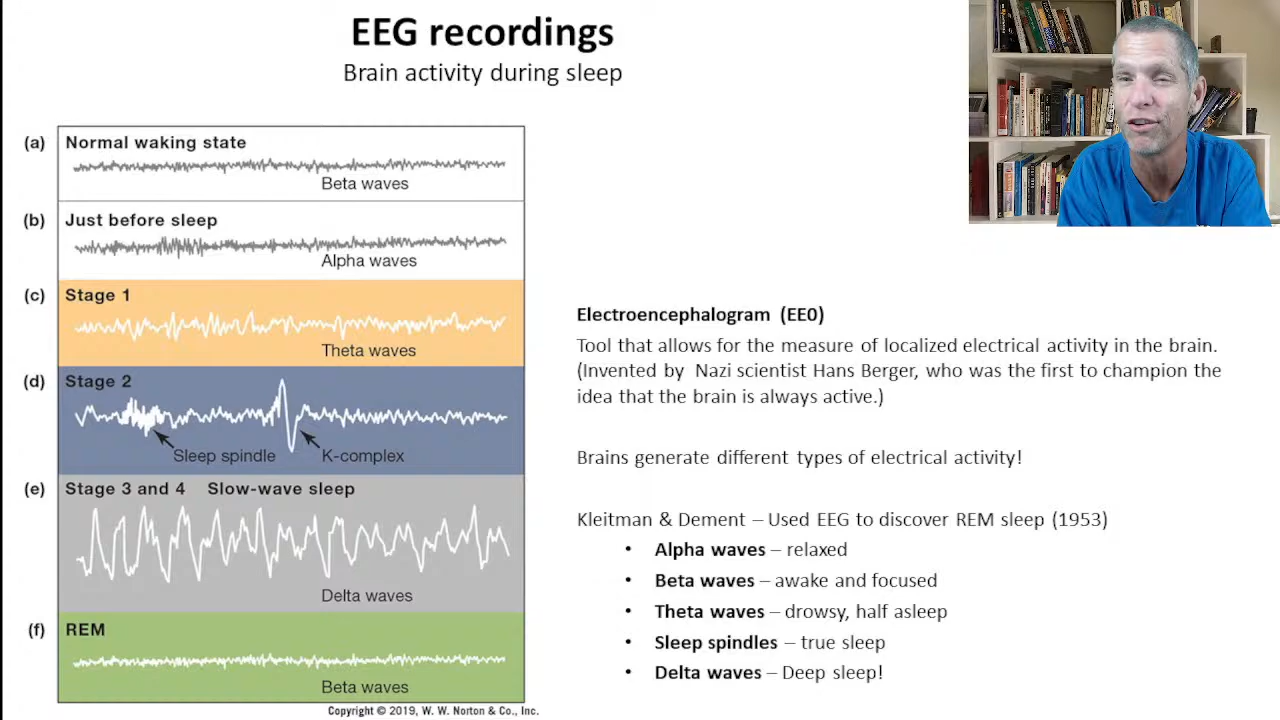 EEG recordings
Brain activity during sleep
(a) Normal waking state
Beta waves
(b) Just before sleep
Alpha waves
(c) Stage 1
Theta waves
(d) Stage 2
Sleep spindle K-complex
(e) Stage 3 and 4 Slow-wave sleep
Delta waves
(f) REM
Beta waves
Copyright © 2019, W. W. Norton & Co., Inc.
Electroencephalogram (EE0)
Tool that allows for the measure of localized electrical activity in the brain.
(Invented by Nazi scientist Hans Berger, who was the first to champion the
idea that the brain is always active.)
Brains generate different types of electrical activity!
Kleitman & Dement – Used EEG to discover REM sleep (1953)
• Alpha waves – relaxed
• Beta waves – awake and focused
• Theta waves – drowsy, half asleep
• Sleep spindles – true sleep
• Delta waves – Deep sleep!